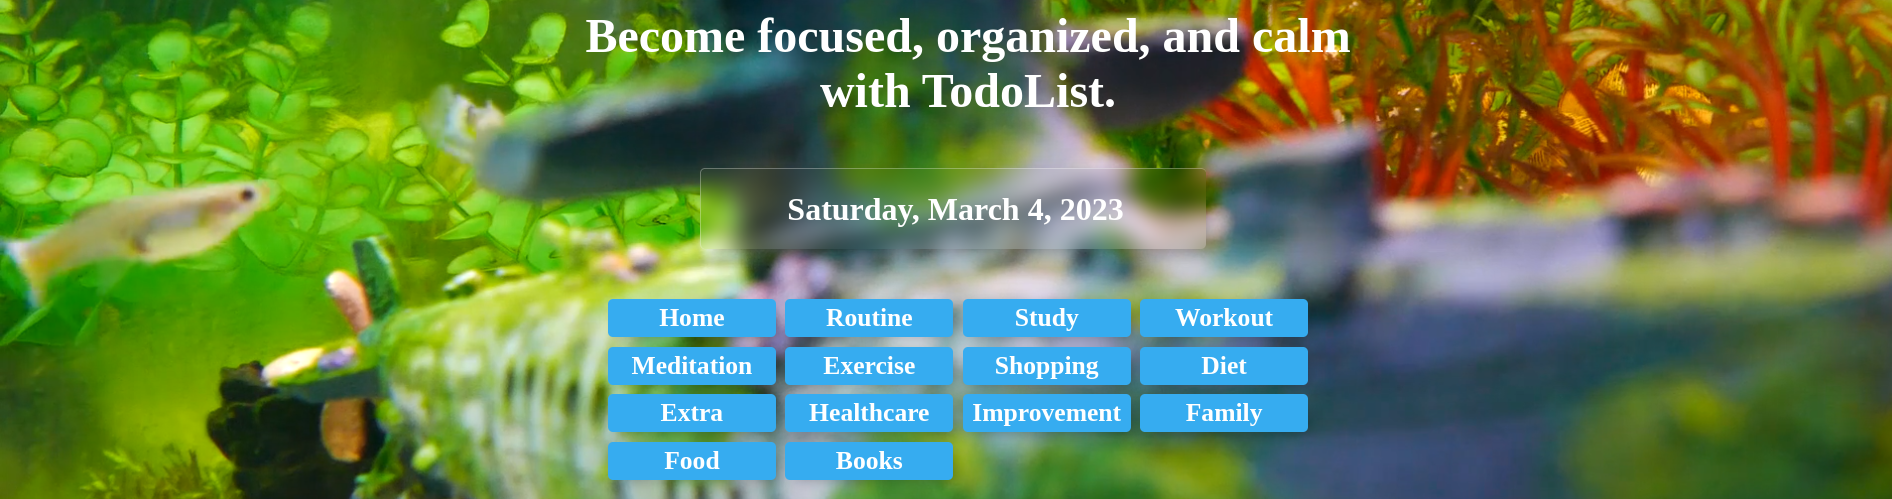 Become focused, organized, and calm
with TodoList.
Saturday, March 4, 2023
Home Routine Study Workout
Meditation Exercise Shopping Diet
Extra Healthcare Improvement Family
Food Books